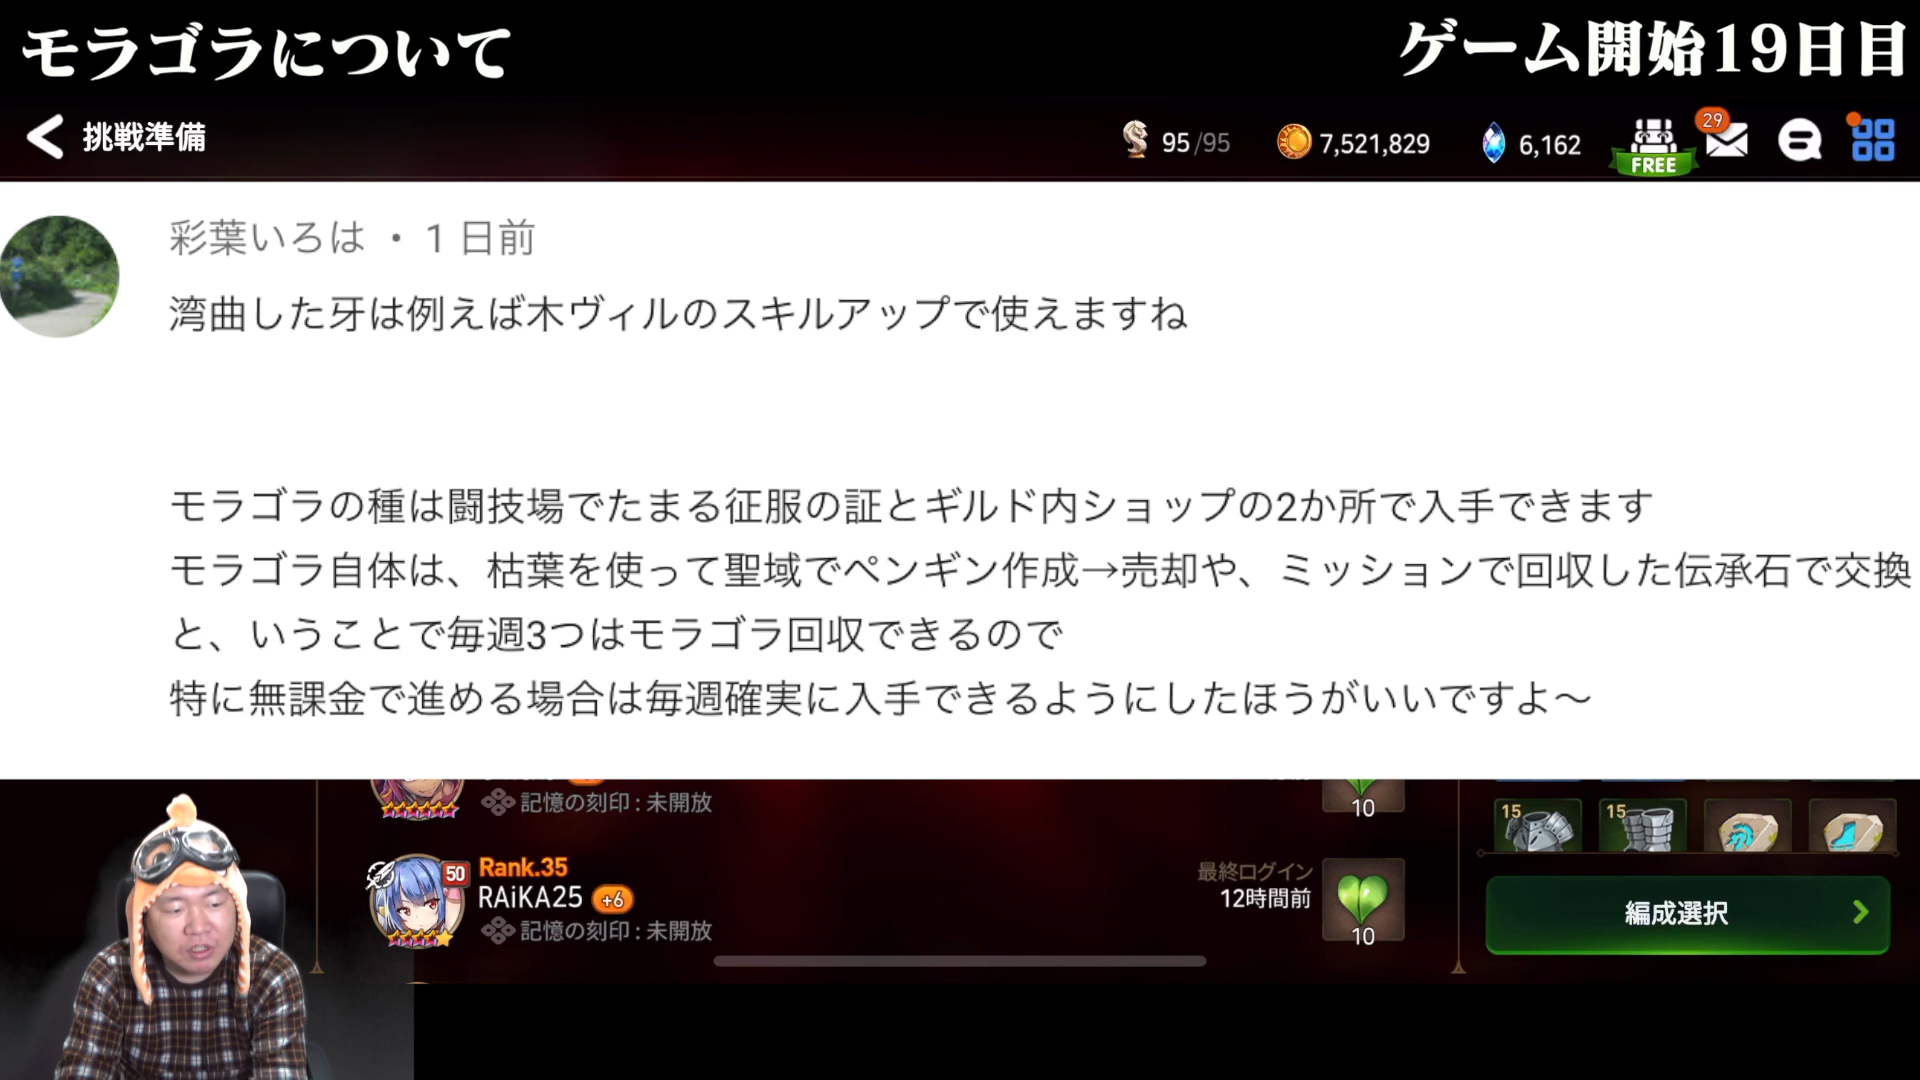 モラゴラについて
ゲーム開始19日目
挑戦準備
95/95
7,521,829
6,162
FREE
29
彩葉いろは・1 日前
湾曲した牙は例えば木ヴィルのスキルアップで使えますね
モラゴラの種は闘技場でたまる征服の証とギルド内ショップの2か所で入手できます
モラゴラ自体は、枯葉を使って聖域でペンギン作成→売却や、ミッションで回収した伝承石で交換
と、いうことで毎週3つはモラゴラ回収できるので
特に無課金で進める場合は毎週確実に入手できるようにしたほうがいいですよ～
記憶の刻印 : 未開放
10
15
15
50
Rank.35
RAiKA25
+6
記憶の刻印 : 未開放
最終ログイン
12時間前
10
編成選択